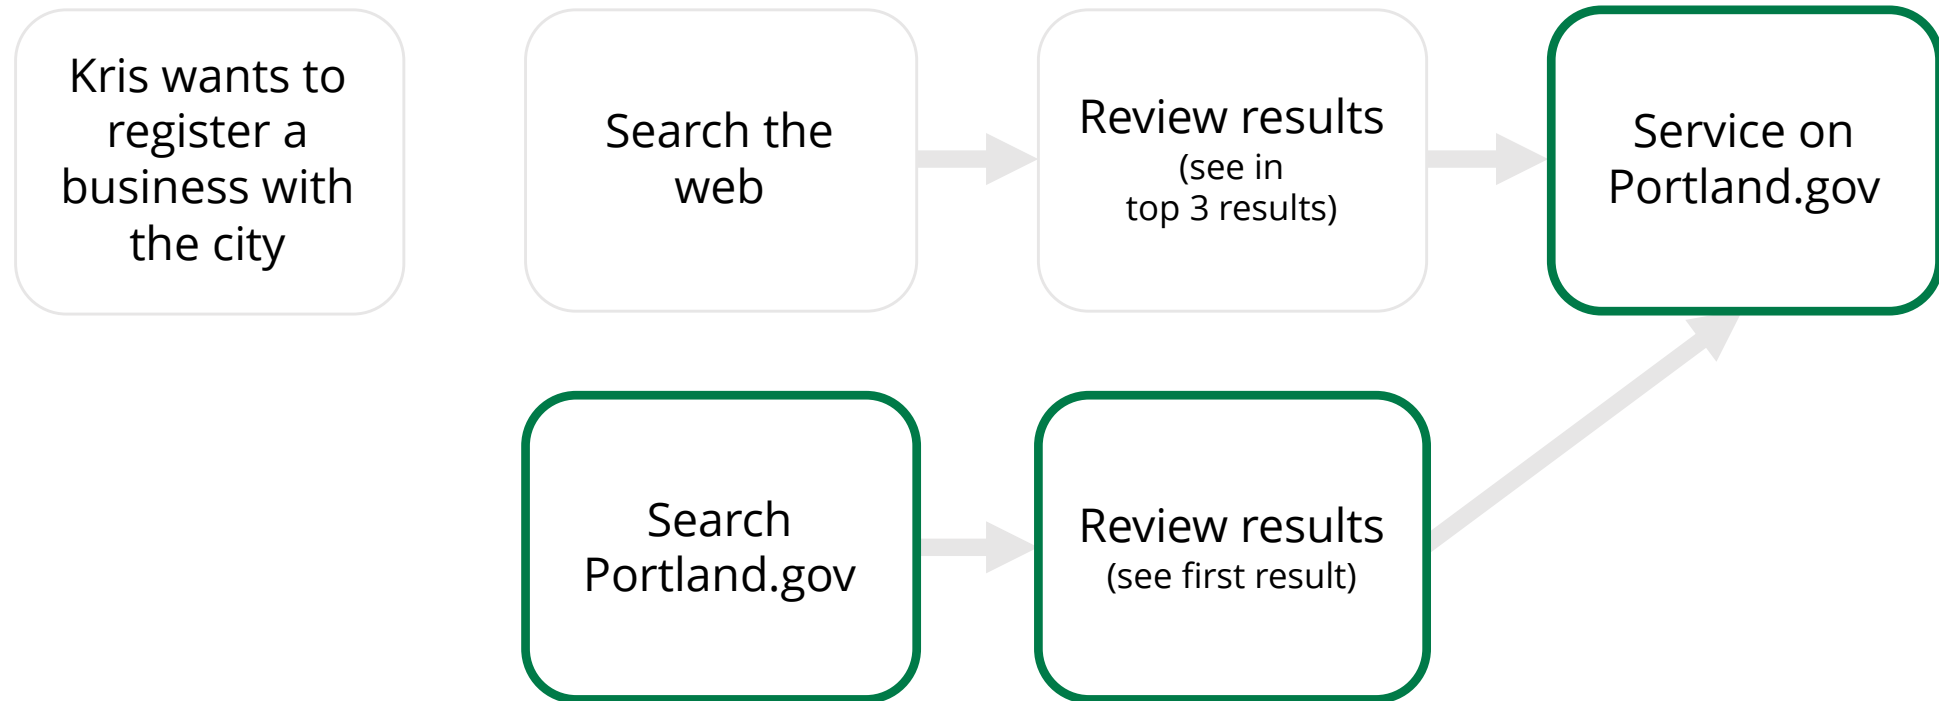 Kris wants to
register a
business with
the city
Search the
web
Review results
(see in
top 3 results)
Service on
Portland.gov
Search
Portland.gov
Review results
(see first result)